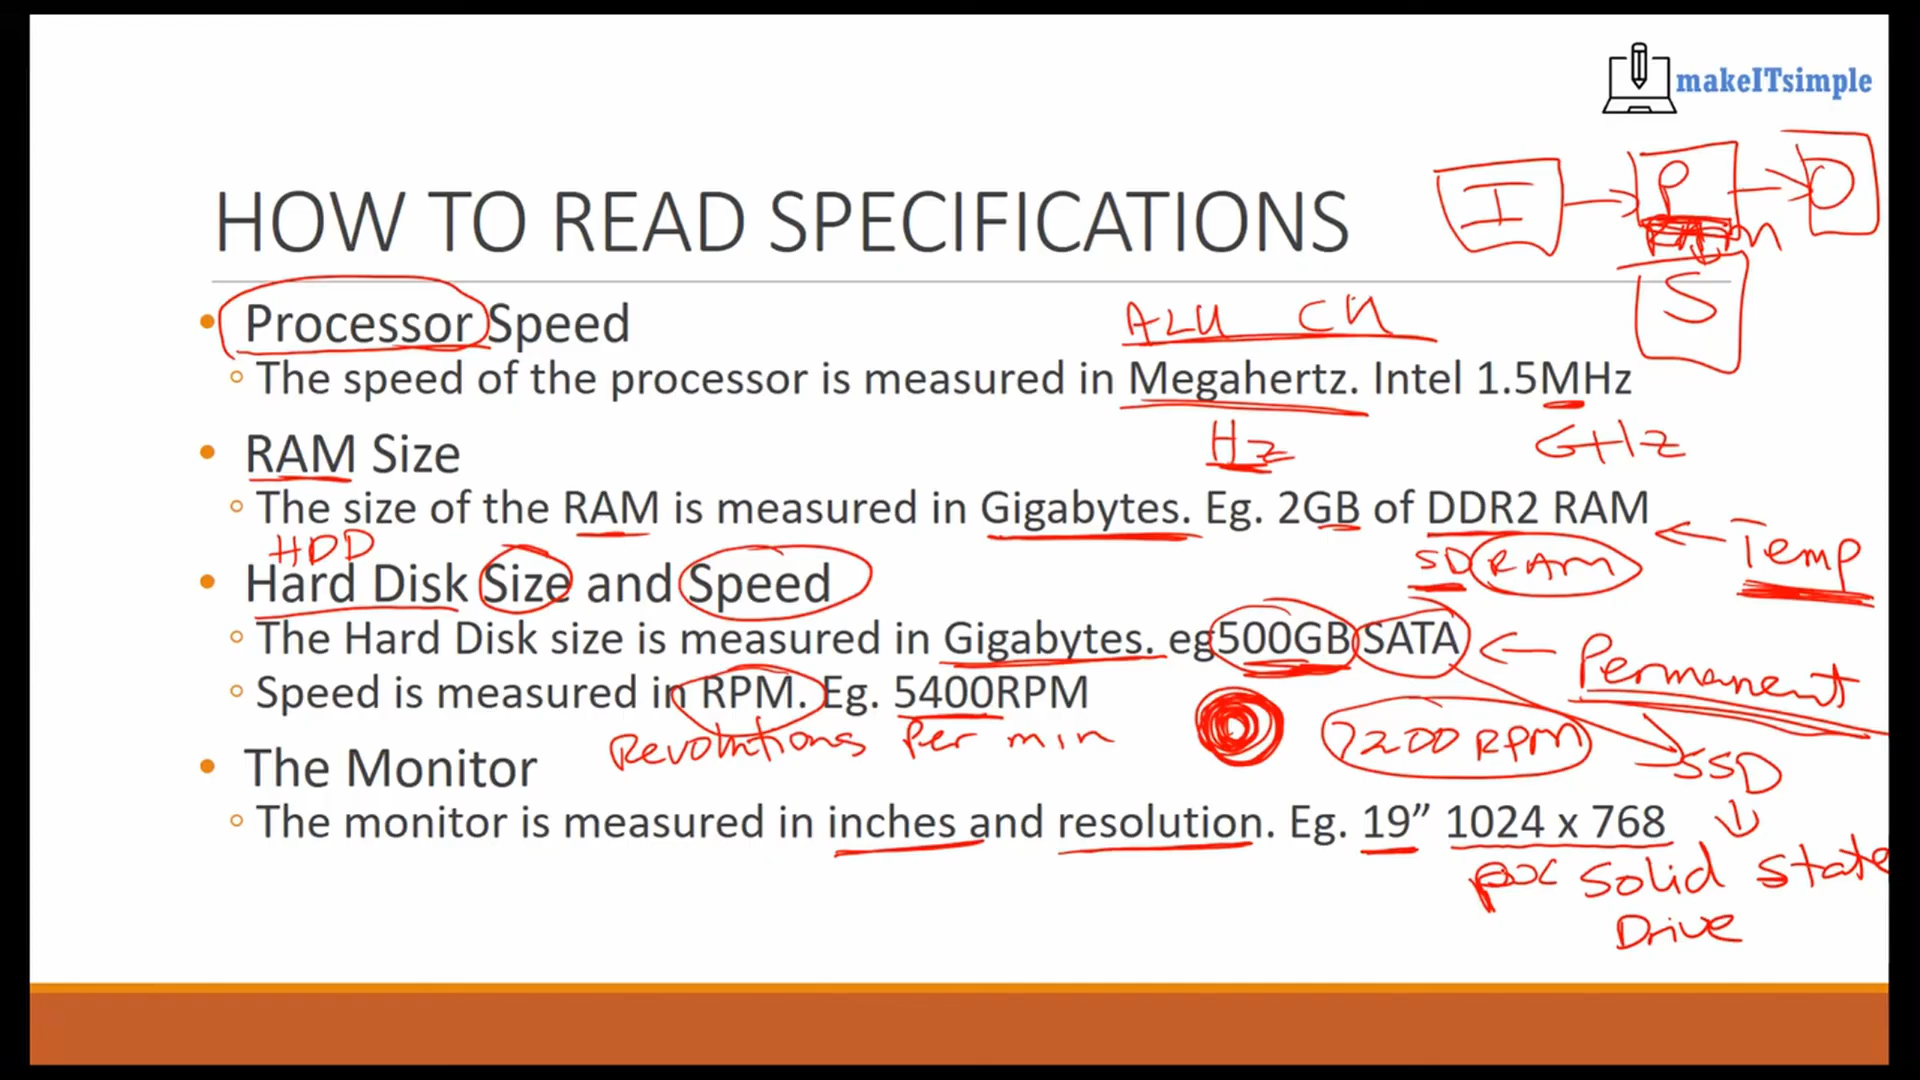 makeITsimple
I P O
RAM
S
HOW TO READ SPECIFICATIONS
• Processor Speed
ALU CU
◦ The speed of the processor is measured in Megahertz. Intel 1.5MHz
Hz GHz
• RAM Size
◦ The size of the RAM is measured in Gigabytes. Eg. 2GB of DDR2 RAM
HDD SDRAM Temp
• Hard Disk Size and Speed
◦ The Hard Disk size is measured in Gigabytes. eg500GB SATA
Permanent
◦ Speed is measured in RPM. Eg. 5400RPM
Revolutions Per min 7200 RPM
SSD
• The Monitor
◦ The monitor is measured in inches and resolution. Eg. 19” 1024 x 768
Solid State
Drive